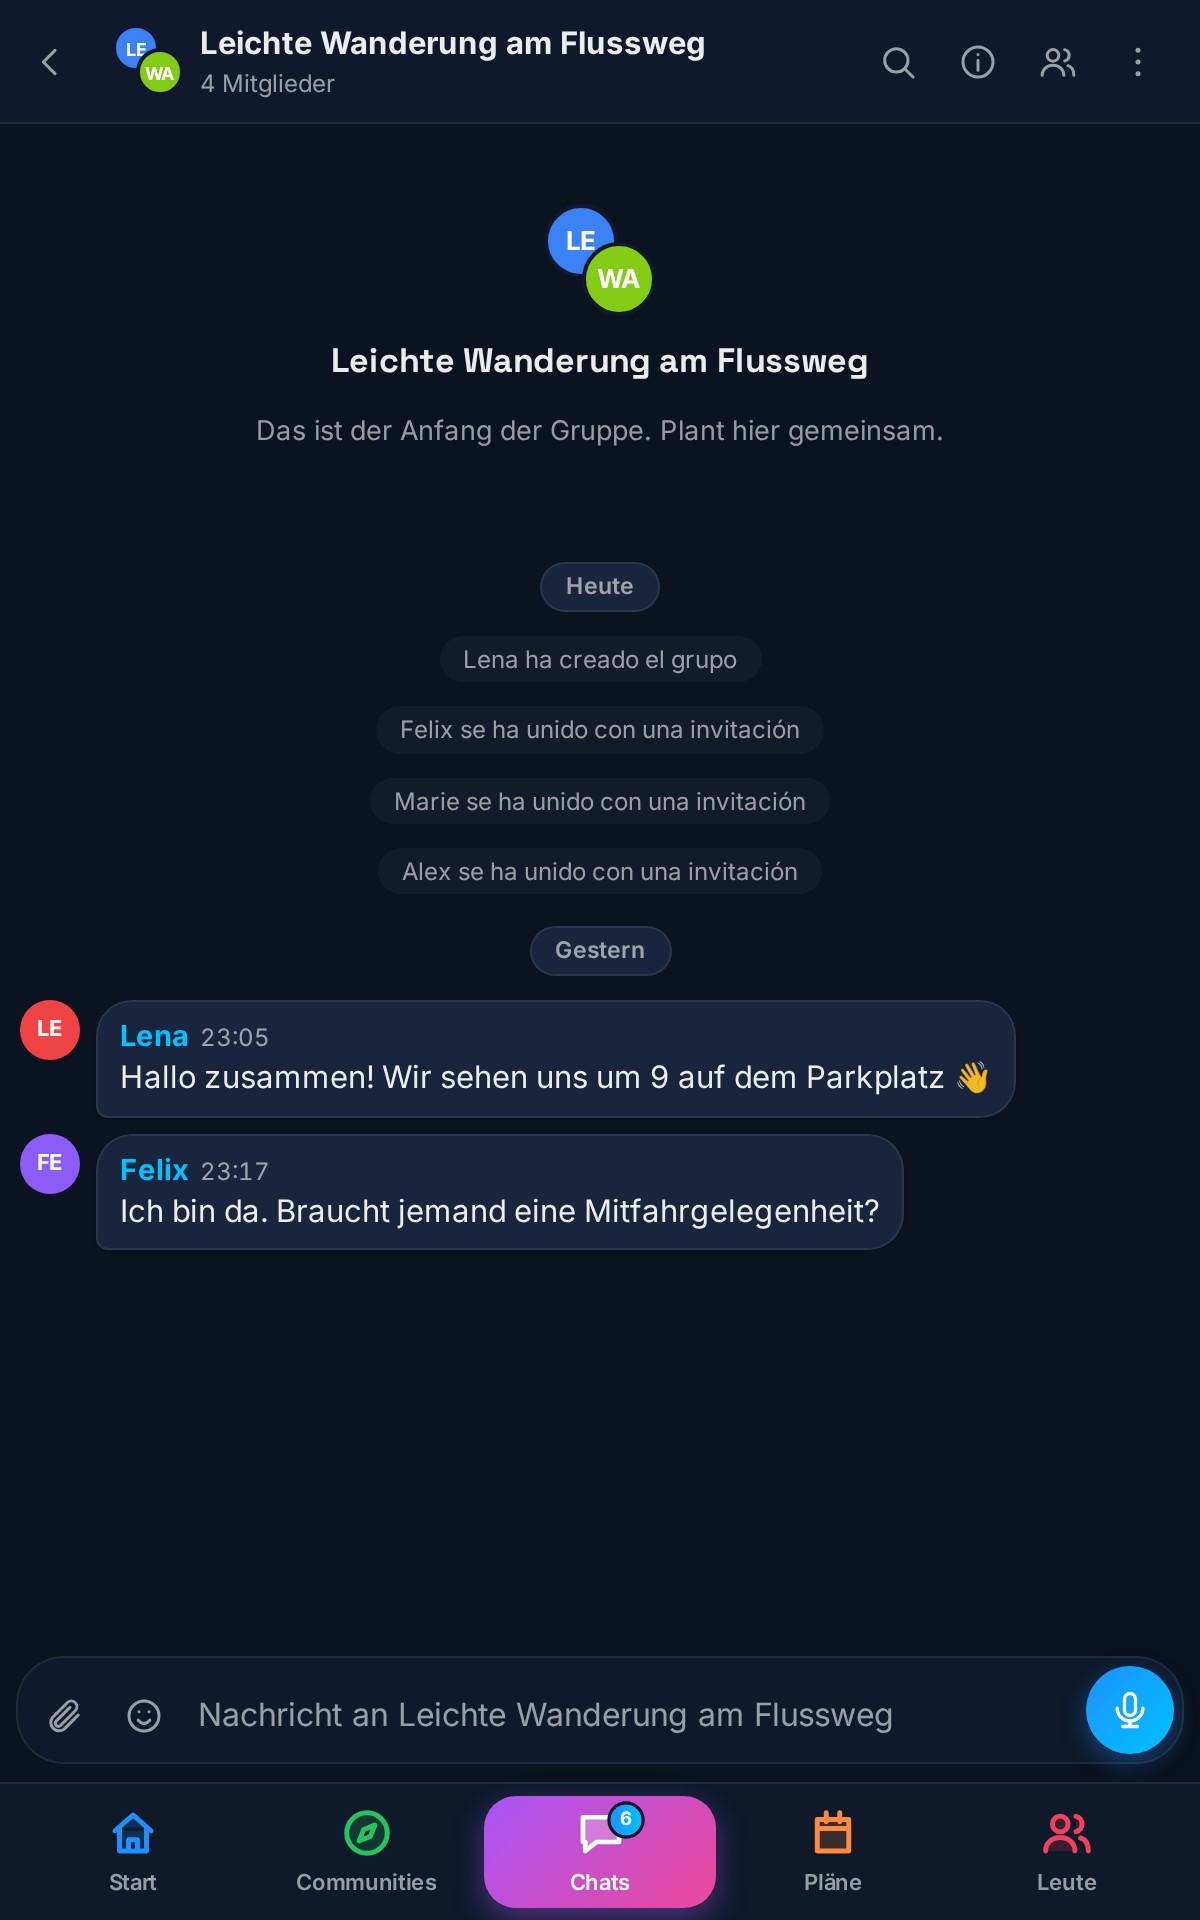 LE
WA
Leichte Wanderung am Flussweg
4 Mitglieder
LE
WA
Leichte Wanderung am Flussweg
Das ist der Anfang der Gruppe. Plant hier gemeinsam.
Heute
Lena ha creado el grupo
Felix se ha unido con una invitación
Marie se ha unido con una invitación
Alex se ha unido con una invitación
Gestern
LE
Lena 23:05
Hallo zusammen! Wir sehen uns um 9 auf dem Parkplatz 👋
FE
Felix 23:17
Ich bin da. Braucht jemand eine Mitfahrgelegenheit?
Nachricht an Leichte Wanderung am Flussweg
6
Start
Communities
Chats
Pläne
Leute